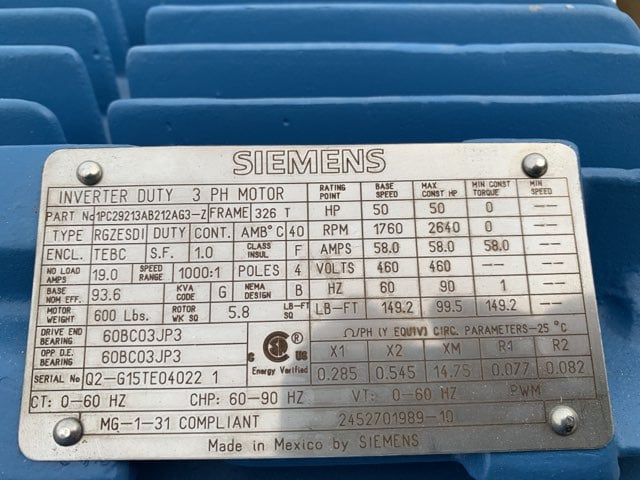 SIEMENS
INVERTER DUTY 3 PH MOTOR RATING POINT BASE SPEED MAX CONST HP MIN CONST TORQUE MIN SPEED
PART No 1PC29213AB212AG3-Z FRAME 326 T HP 50 50 0 --
TYPE RGZESDI DUTY CONT. AMB°C 40 RPM 1760 2640 0 --
ENCL. TEBC S.F. 1.0 CLASS INSUL F AMPS 58.0 58.0 58.0 --
NO LOAD AMPS 19.0 SPEED RANGE 1000:1 POLES 4 VOLTS 460 460 -- --
BASE NOM EFF. 93.6 KVA CODE G NEMA DESIGN B HZ 60 90 1 --
MOTOR WEIGHT 600 Lbs. ROTOR WK SQ 5.8 LB-FT SQ LB-FT 149.2 99.5 149.2 --
DRIVE END BEARING 60BC03JP3 Ω/PH (Y EQUIV) CIRC. PARAMETERS-25 °C
OPP D.E. BEARING 60BC03JP3 C US Energy Verified X1 X2 XM R1 R2
SERIAL No Q2-G15TE04022 1 0.285 0.545 14.75 0.077 0.082
CT: 0-60 HZ CHP: 60-90 HZ VT: 0-60 HZ PWM
MG-1-31 COMPLIANT 2452701989-10
Made in Mexico by SIEMENS